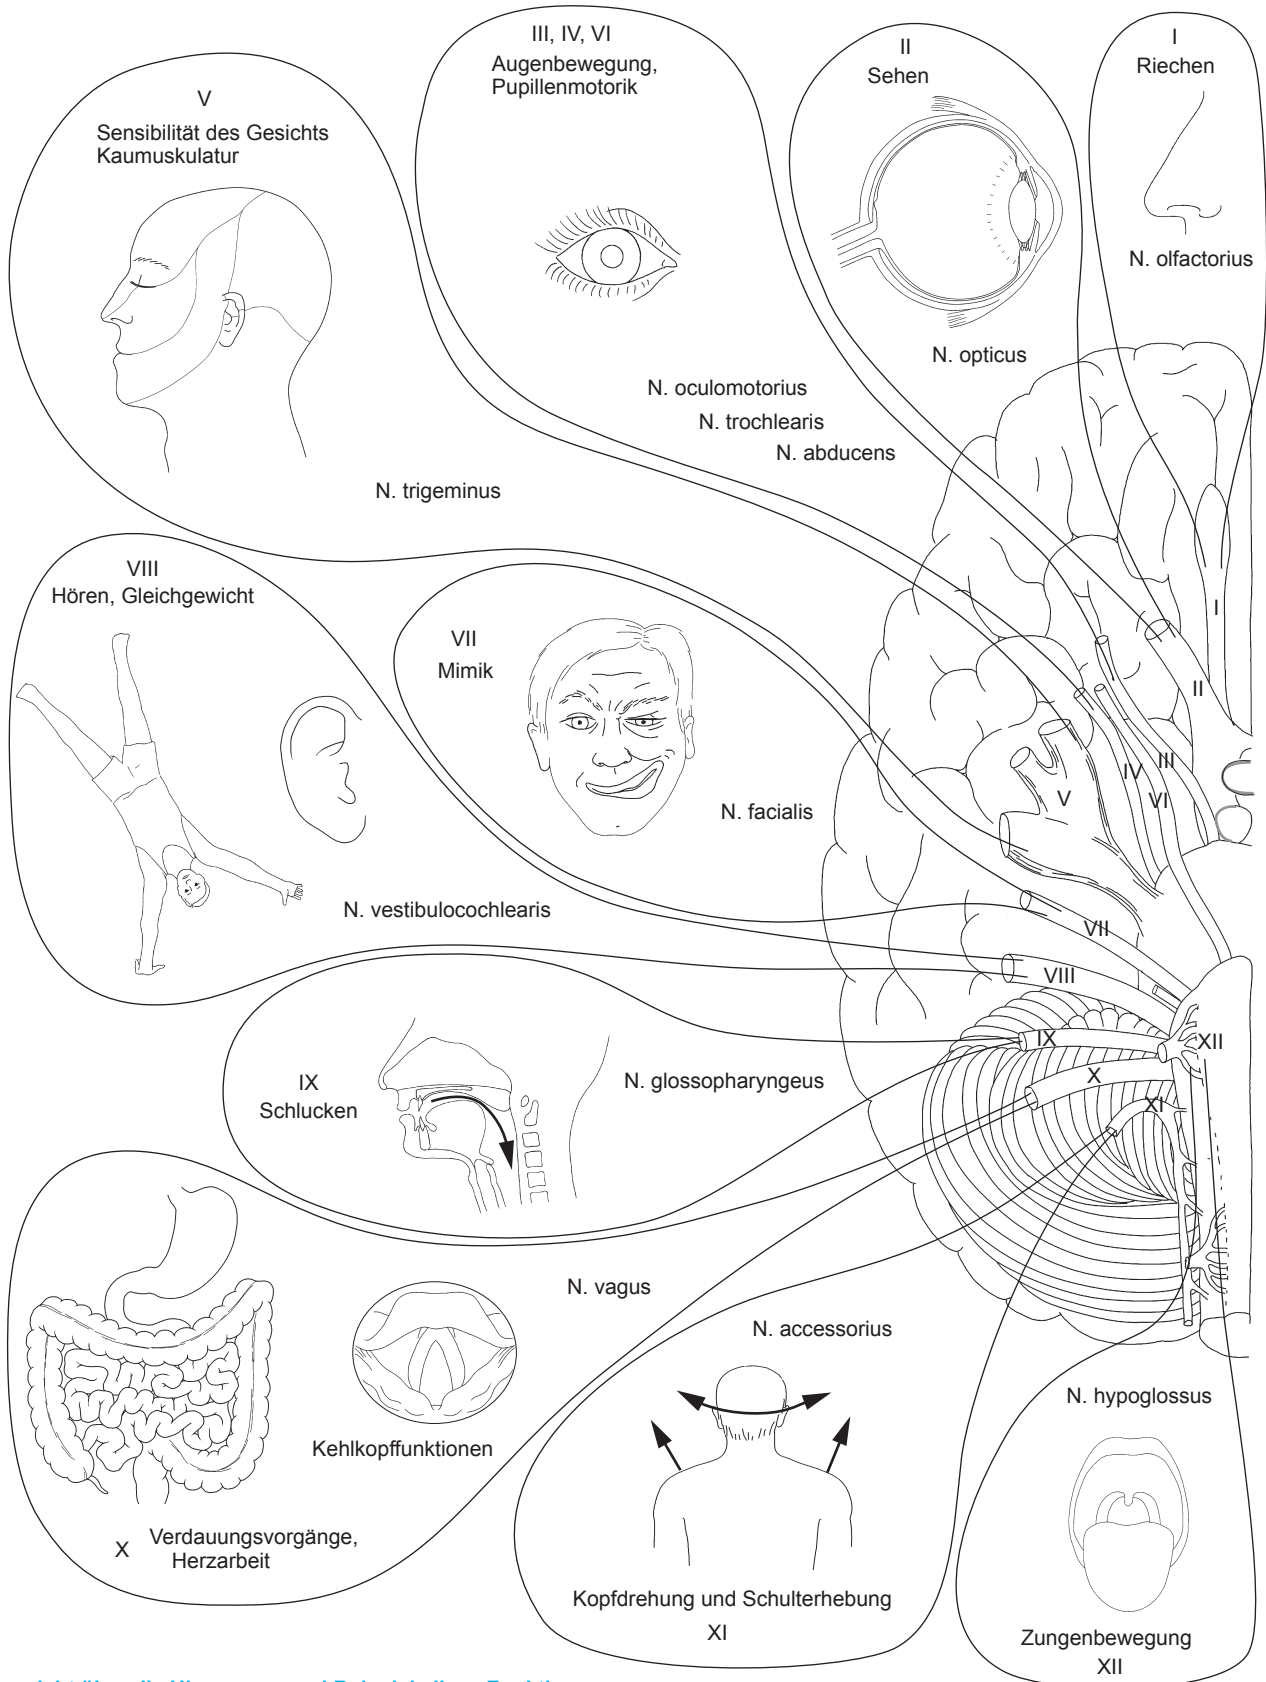 III, IV, VI
Augenbewegung,
Pupillenmotorik
II
Sehen
I
Riechen
V
Sensibilität des Gesichts
Kaumuskulatur
N. olfactorius
N. opticus
N. oculomotorius
N. trochlearis
N. abducens
N. trigeminus
VIII
Hören, Gleichgewicht
VII
Mimik
I
II
III
IV
V
VI
N. facialis
N. vestibulocochlearis
VII
VIII
IX
XII
X
XI
IX
Schlucken
N. glossopharyngeus
N. vagus
N. accessorius
N. hypoglossus
Kehlkopffunktionen
X
Verdauungsvorgänge,
Herzarbeit
Kopfdrehung und Schulterhebung
XI
Zungenbewegung
XII